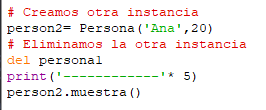 # Creamos otra instancia
person2= Persona('Ana',20)
# Eliminamos la otra instancia
del personal
print('------------'* 5)
person2.muestra()